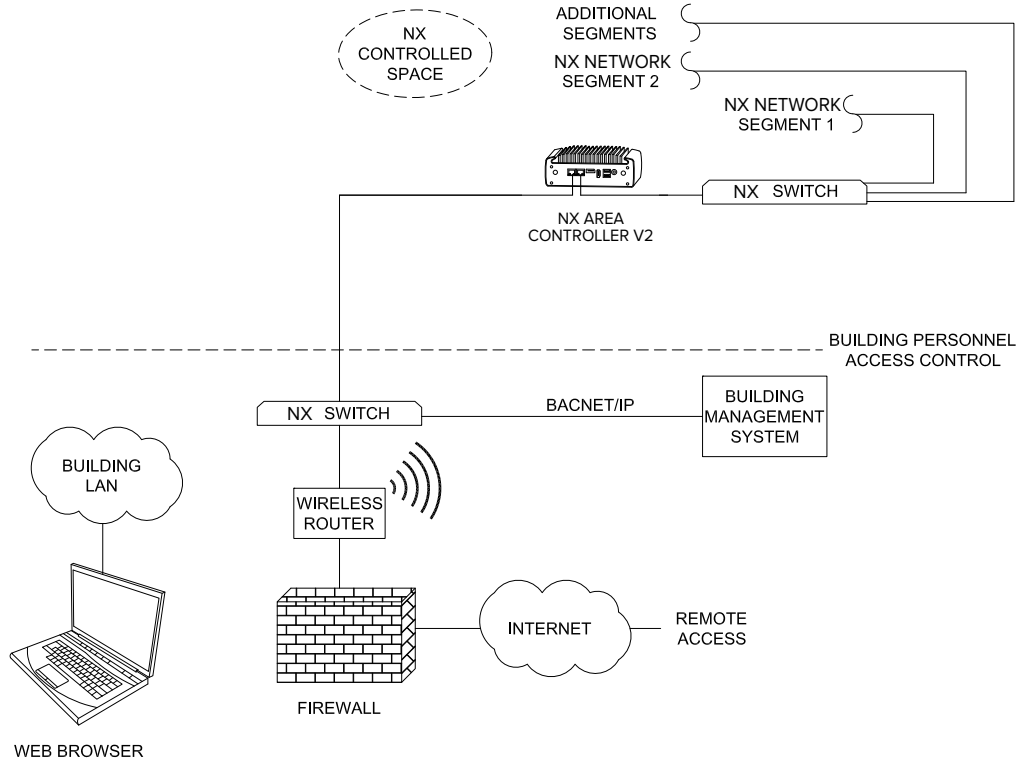 NX
CONTROLLED
SPACE
ADDITIONAL
SEGMENTS
NX NETWORK
SEGMENT 2
NX NETWORK
SEGMENT 1
NX AREA
CONTROLLER V2
NX SWITCH
BUILDING PERSONNEL
ACCESS CONTROL
NX SWITCH
BACNET/IP
BUILDING
MANAGEMENT
SYSTEM
BUILDING
LAN
WIRELESS
ROUTER
INTERNET
REMOTE
ACCESS
FIREWALL
WEB BROWSER